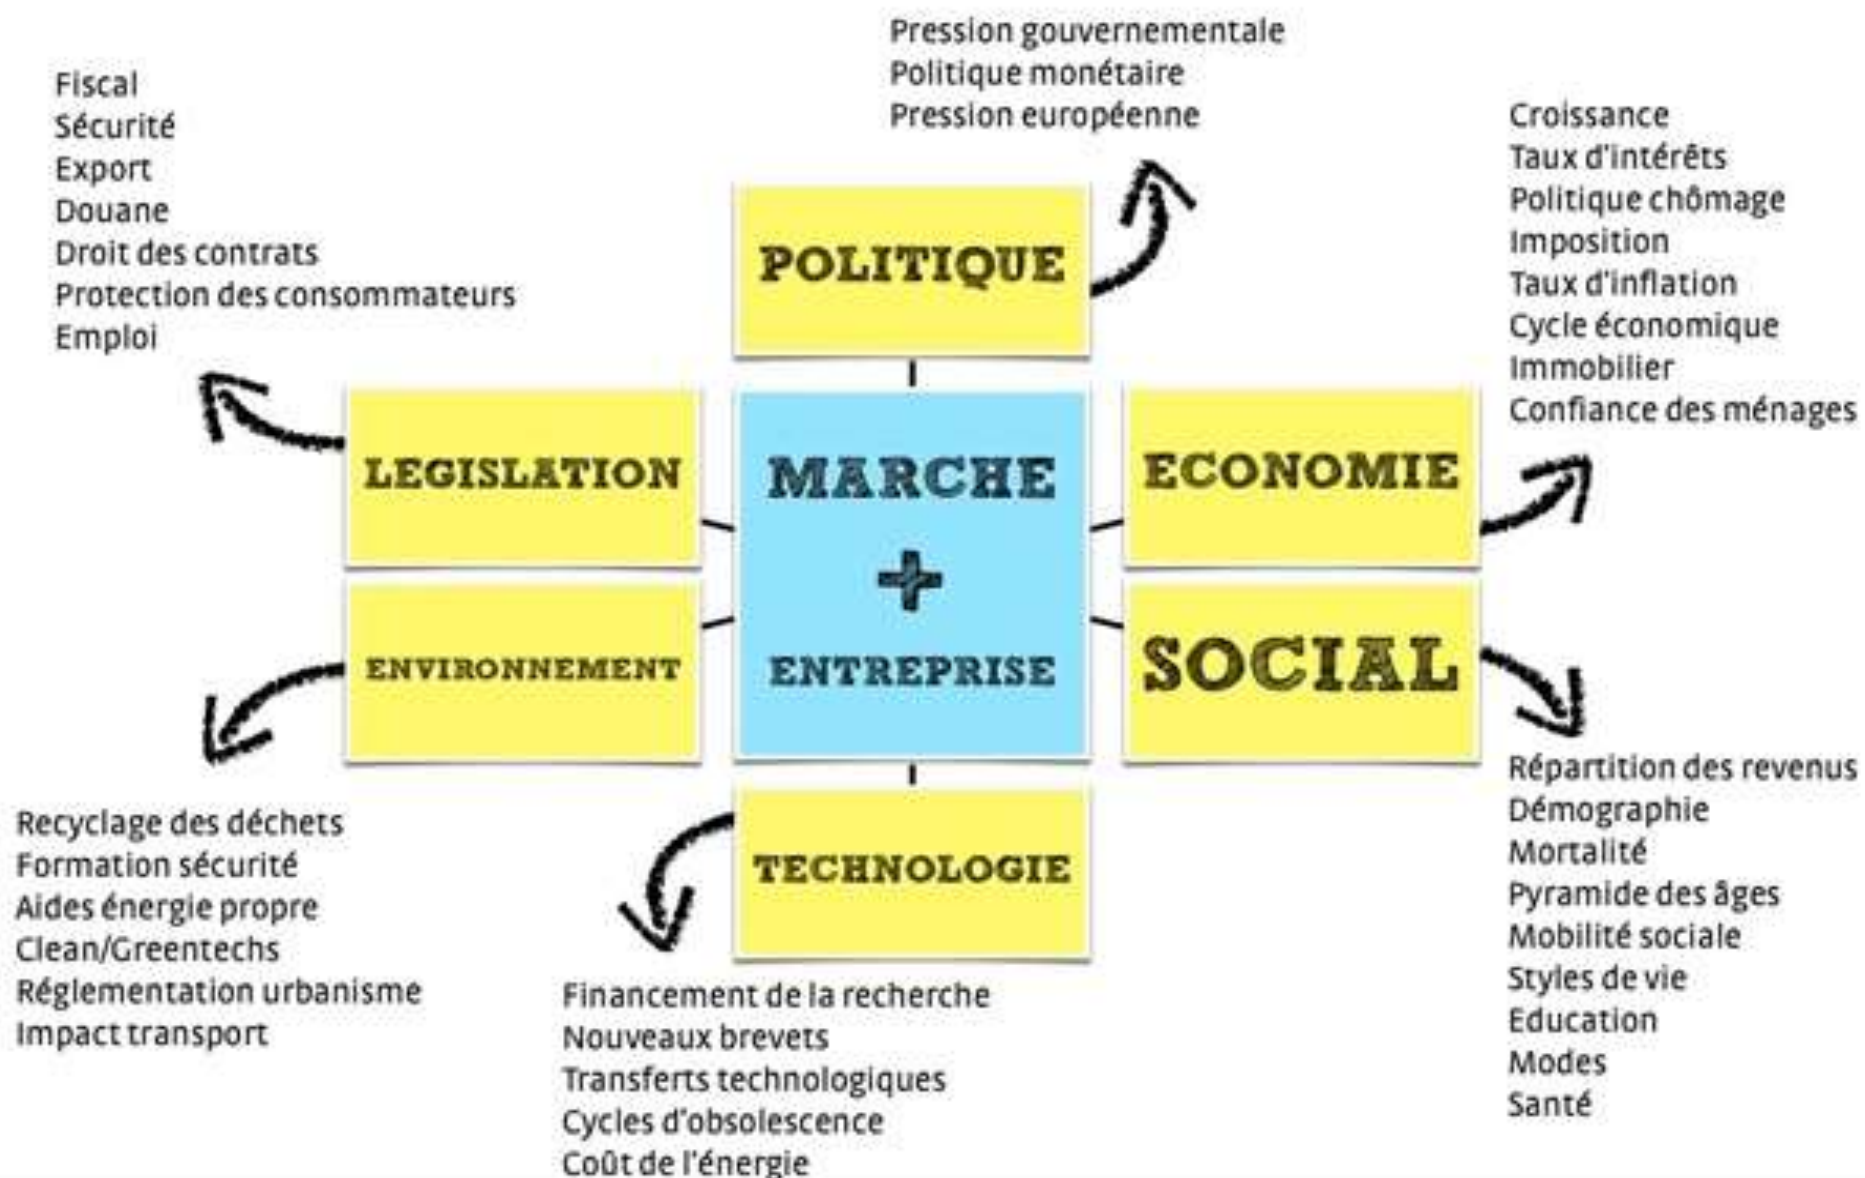 Pression gouvernementale
Politique monétaire
Pression européenne
POLITIQUE
Fiscal
Sécurité
Export
Douane
Droit des contrats
Protection des consommateurs
Emploi
LEGISLATION
MARCHE
+
ENTREPRISE
Croissance
Taux d'intérêts
Politique chômage
Imposition
Taux d'inflation
Cycle économique
Immobilier
Confiance des ménages
ECONOMIE
ENVIRONNEMENT
Recyclage des déchets
Formation sécurité
Aides énergie propre
Clean/Greentechs
Réglementation urbanisme
Impact transport
TECHNOLOGIE
Financement de la recherche
Nouveaux brevets
Transferts technologiques
Cycles d'obsolescence
Coût de l'énergie
SOCIAL
Répartition des revenus
Démographie
Mortalité
Pyramide des âges
Mobilité sociale
Styles de vie
Education
Modes
Santé